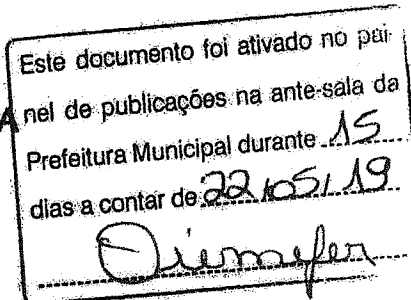 Este documento foi ativado no pai-
A nel de publicações na ante-sala da
Prefeitura Municipal durante 15
dias a contar de 22/05/19